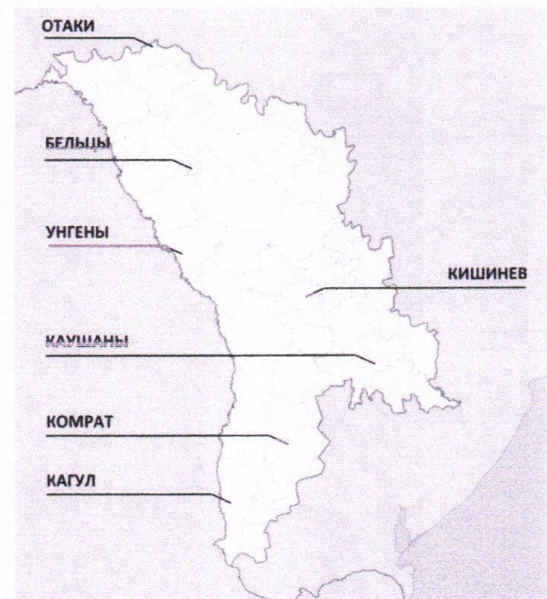 ОТАКИ
БЕЛЬЦЫ
УНГЕНЫ
КИШИНЕВ
КАУШАНЫ
КОМРАТ
КАГУЛ